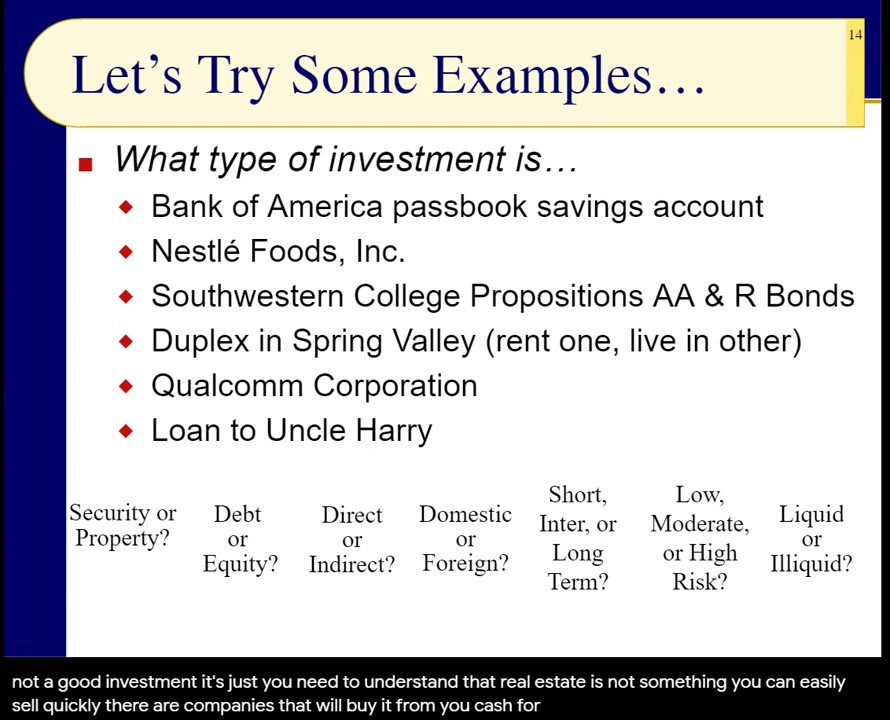 14
Let's Try Some Examples…
What type of investment is…
Bank of America passbook savings account
Nestlé Foods, Inc.
Southwestern College Propositions AA & R Bonds
Duplex in Spring Valley (rent one, live in other)
Qualcomm Corporation
Loan to Uncle Harry
Security or
Property?
Debt
or
Equity?
Direct
or
Indirect?
Domestic
or
Foreign?
Short,
Inter, or
Long
Term?
Low,
Moderate,
or High
Risk?
Liquid
or
Illiquid?
not a good investment it's just you need to understand that real estate is not something you can easily
sell quickly there are companies that will buy it from you cash for